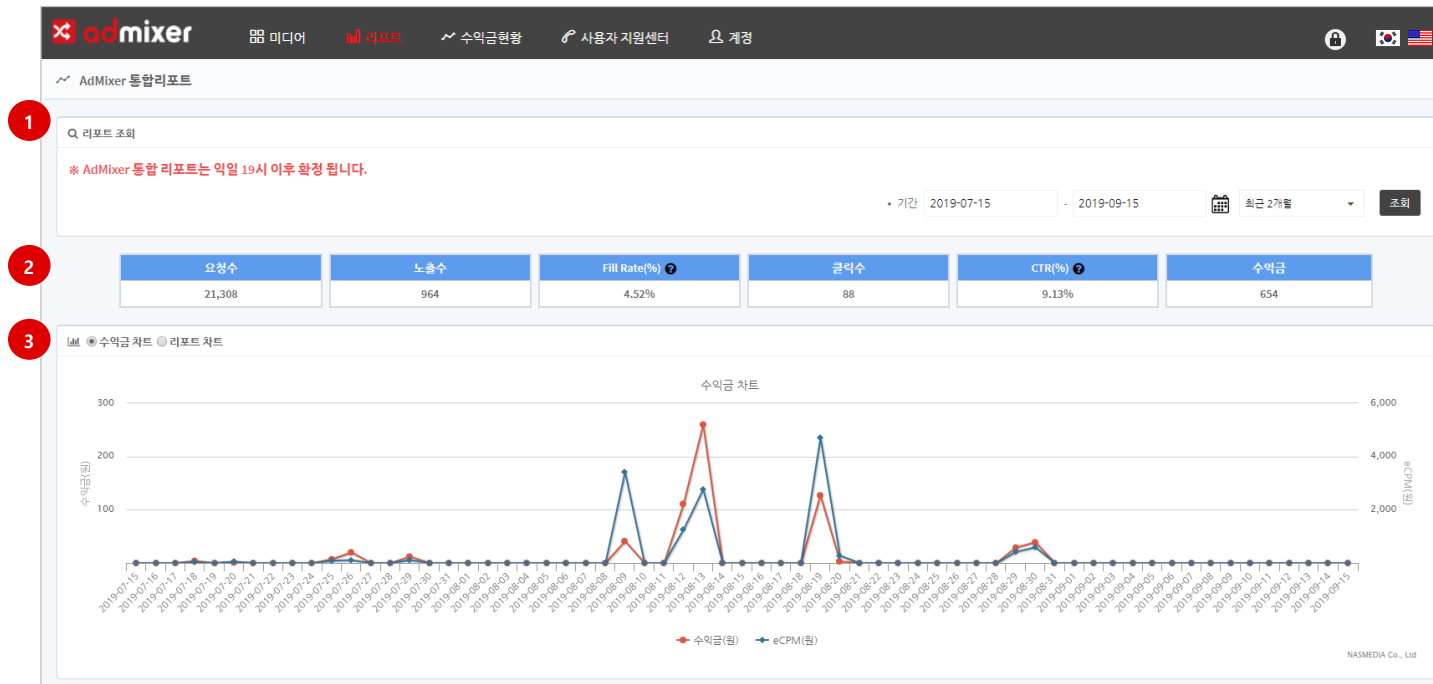 admixer 미디어 리포트 수익금현황 사용자 지원센터 계정
AdMixer 통합리포트
1
리포트 조회
※ AdMixer 통합 리포트는 익일 19시 이후 확정 됩니다.
• 기간 2019-07-15 - 2019-09-15 최근 2개월 조회
2
요청수 노출수 Fill Rate(%) ? 클릭수 CTR(%) ? 수익금
21,308 964 4.52% 88 9.13% 654
3
수익금 차트 리포트 차트
수익금 차트
300 6,000
200 4,000
100 2,000
수익금(원)
eCPM(원)
2019-07-15 2019-07-16 2019-07-17 2019-07-18 2019-07-19 2019-07-20 2019-07-21 2019-07-22 2019-07-23 2019-07-24 2019-07-25 2019-07-26 2019-07-27 2019-07-28 2019-07-29 2019-07-30 2019-07-31 2019-08-01 2019-08-02 2019-08-03 2019-08-04 2019-08-05 2019-08-06 2019-08-07 2019-08-08 2019-08-09 2019-08-10 2019-08-11 2019-08-12 2019-08-13 2019-08-14 2019-08-15 2019-08-16 2019-08-17 2019-08-18 2019-08-19 2019-08-20 2019-08-21 2019-08-22 2019-08-23 2019-08-24 2019-08-25 2019-08-26 2019-08-27 2019-08-28 2019-08-29 2019-08-30 2019-08-31 2019-09-01 2019-09-02 2019-09-03 2019-09-04 2019-09-05 2019-09-06 2019-09-07 2019-09-08 2019-09-09 2019-09-10 2019-09-11 2019-09-12 2019-09-13 2019-09-14 2019-09-15
수익금(원) eCPM(원)
NASMEDIA Co., Ltd